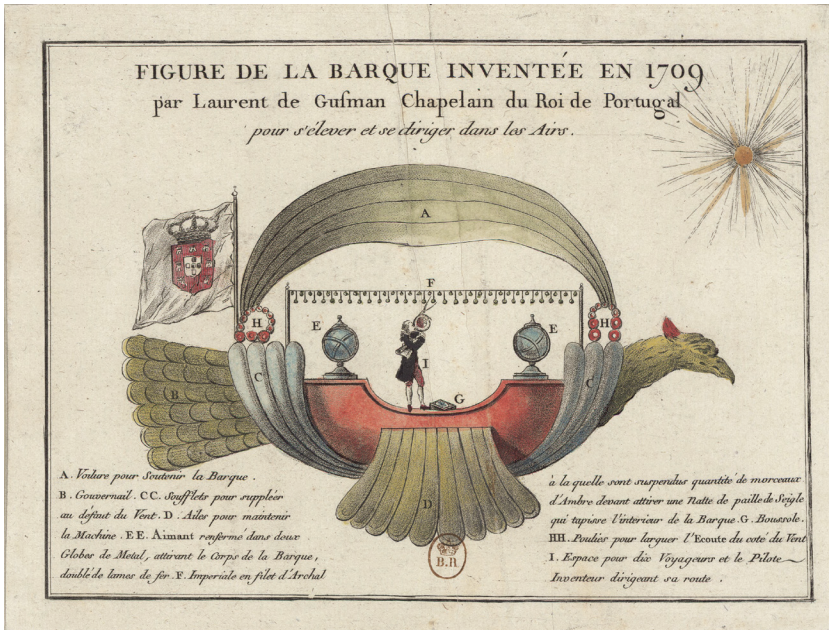 FIGURE DE LA BARQUE INVENTÉE EN 1709
par Laurent de Guſman Chapelain du Roi de Portugal
pour s'élever et se diriger dans les Airs.
A
F
H
H
E
E
I
C
C
G
B
D
A. Voilure pour Soutenir la Barque.
B. Gouvernail. CC. Soufflets pour suppléer
au défaut du Vent. D. Ailes pour maintenir
la Machine. EE. Aimant renfermé dans deux
Globes de Metal, attirant le Corps de la Barque,
doublé de lames de fer. F. Imperiale en filet d'Archal
à la quelle sont suspendus quantité de morceaux
d'Ambre devant attirer une Natte de paille de Seigle
qui tapisse l'interieur de la Barque. G. Boussole.
HH. Poulies pour larguer l'Ecoute du coté du Vent
I. Espace pour dix Voyageurs et le Pilote
Inventeur dirigeant sa route.
B.R